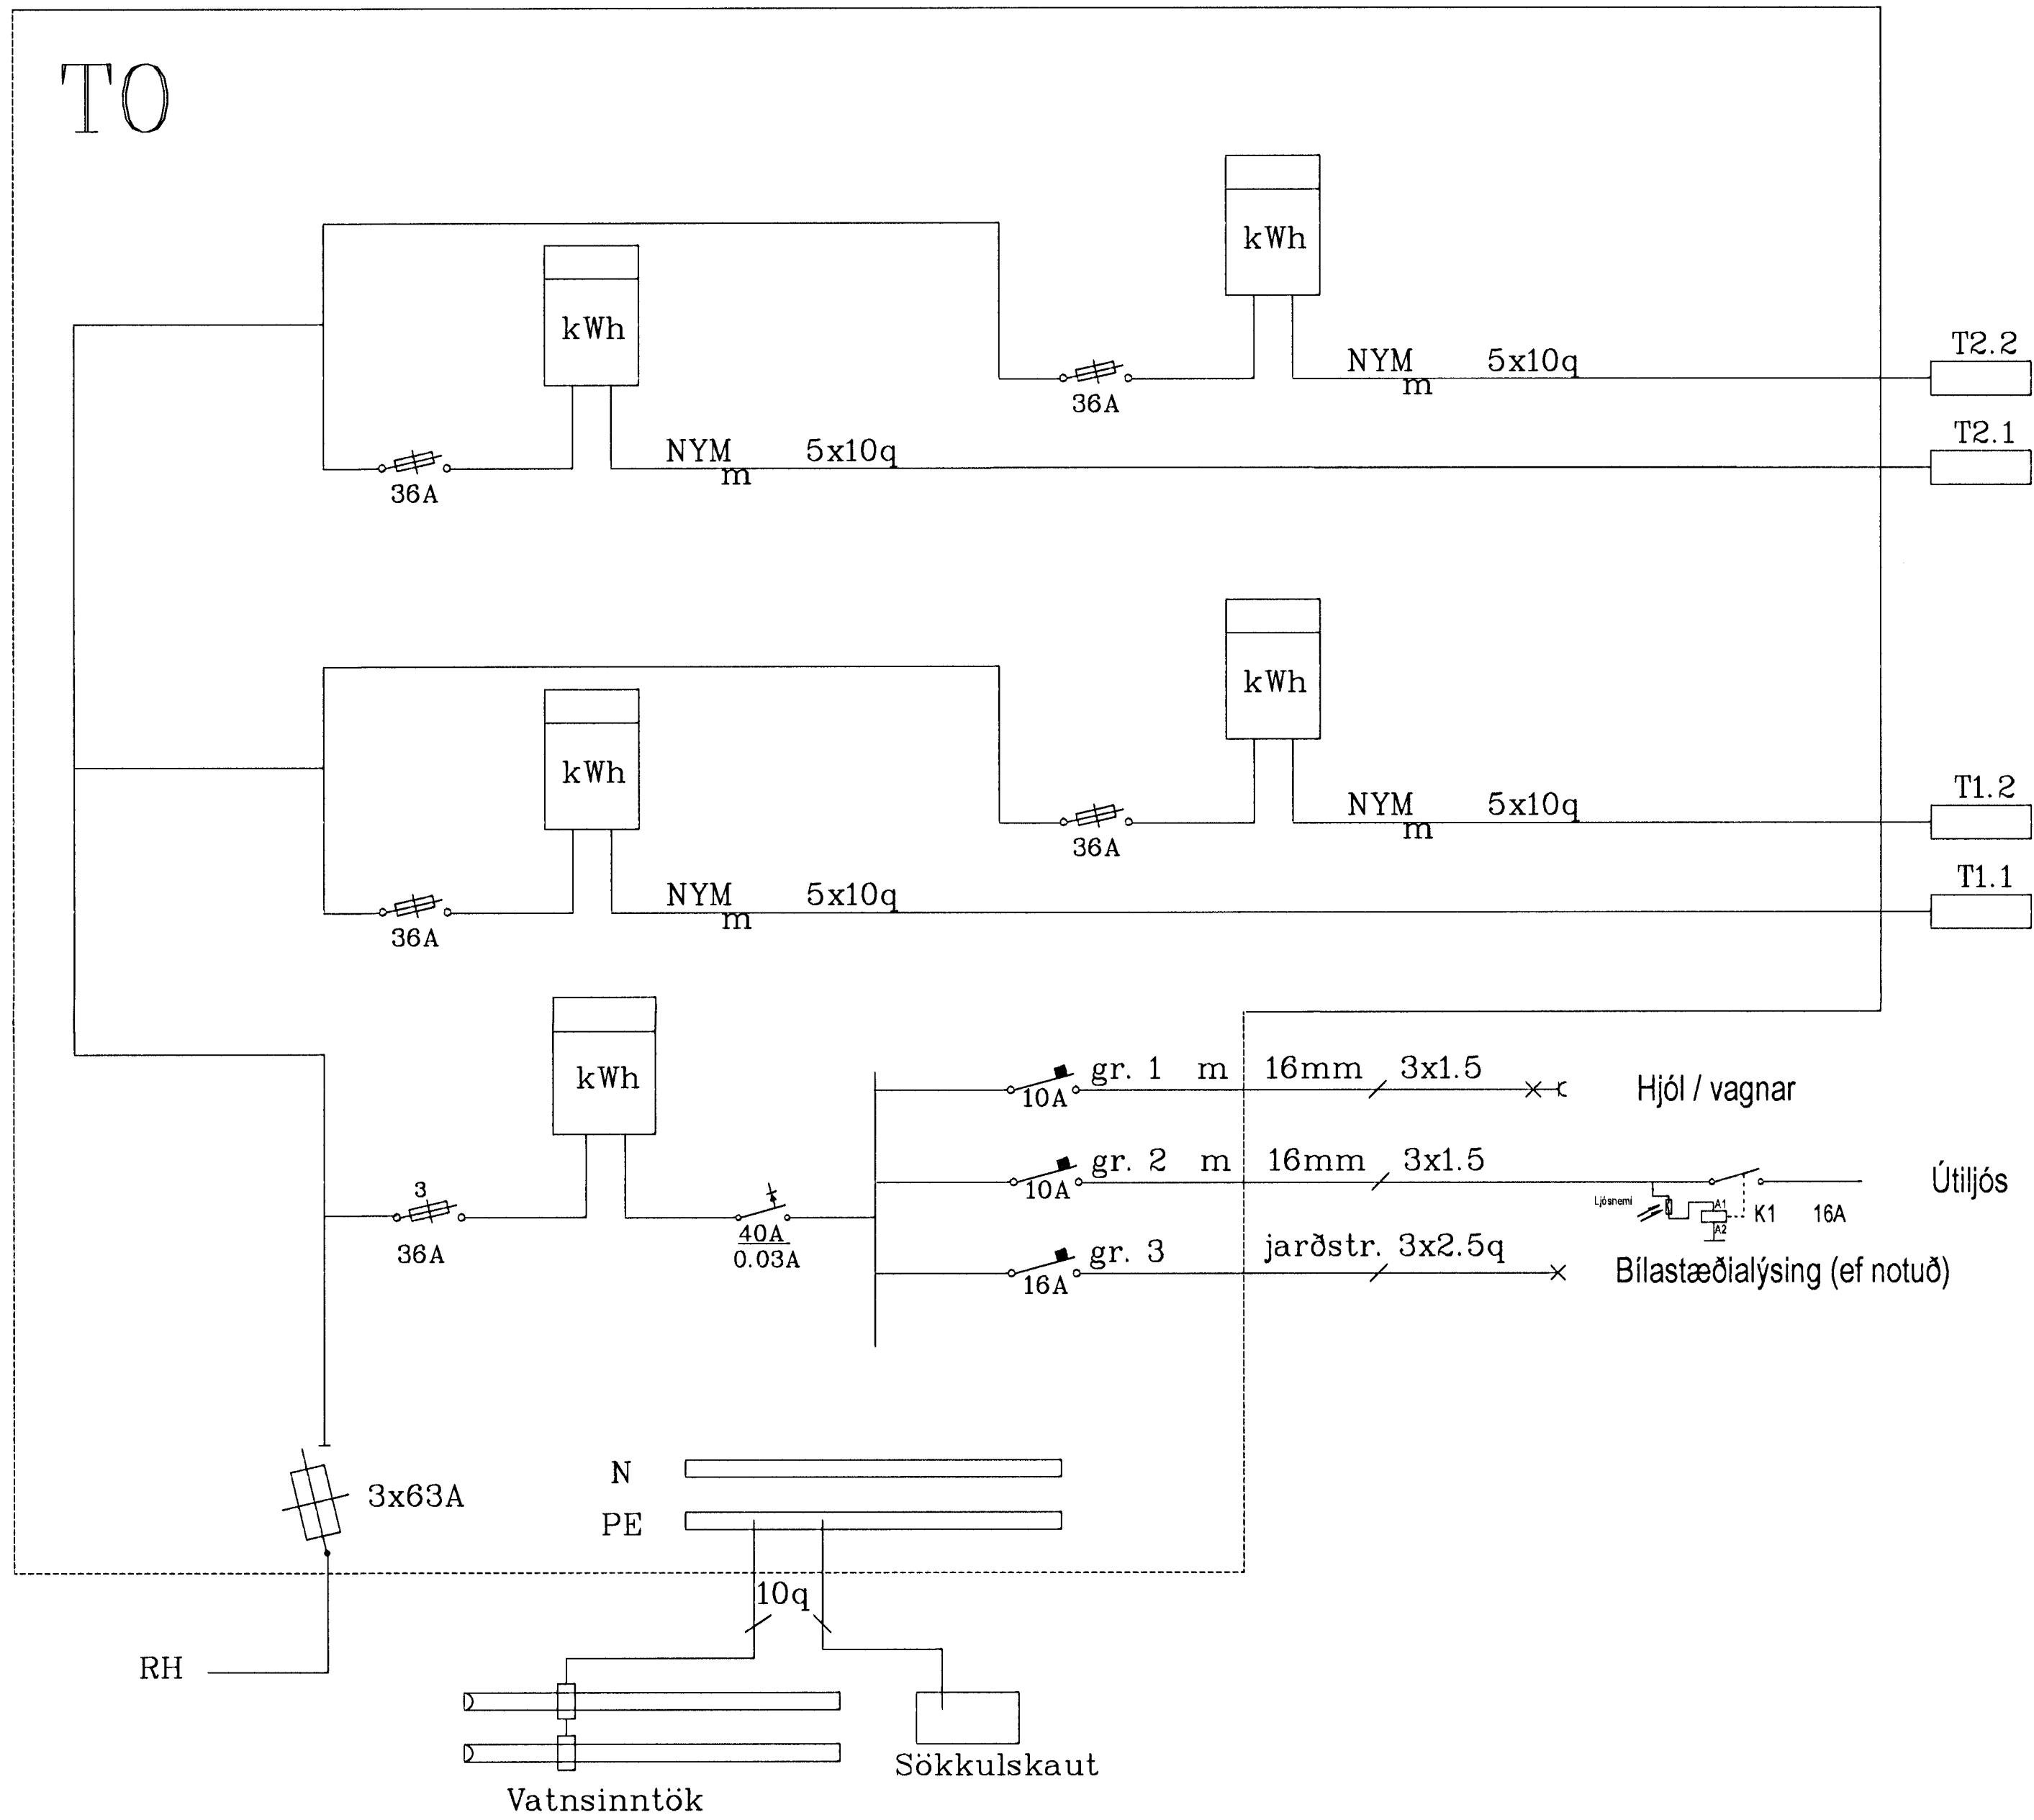 TO
kWh
kWh
T2.2
NYM 5x10q
m
36A
T2.1
NYM 5x10q
m
36A
kWh
kWh
T1.2
NYM 5x10q
m
36A
T1.1
NYM 5x10q
m
36A
kWh
gr. 1 m 16mm 3x1.5
10A
Hjól / vagnar
gr. 2 m 16mm 3x1.5
10A
Útiljós
Ljósnemi
A1
A2
K1 16A
3
36A
40A
0.03A
gr. 3 jarðstr. 3x2.5q
16A
Bílastæðialýsing (ef notuð)
3x63A
N
PE
10q
RH
Sökkulskaut
Vatnsinntök